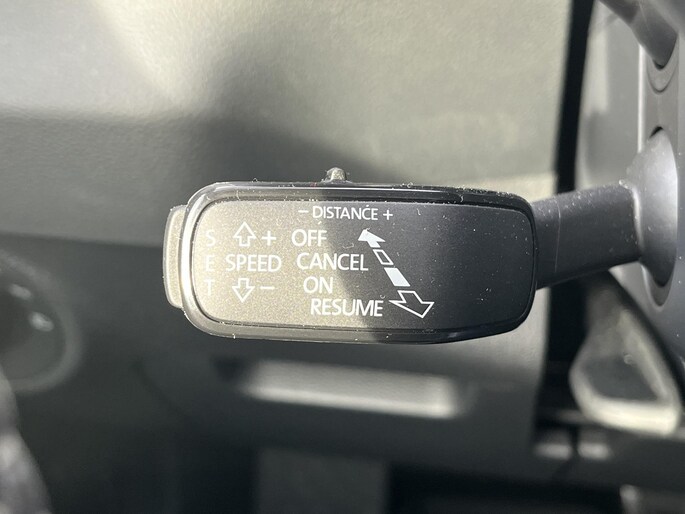 − DISTANCE +
S + OFF
E SPEED CANCEL
T − ON
RESUME